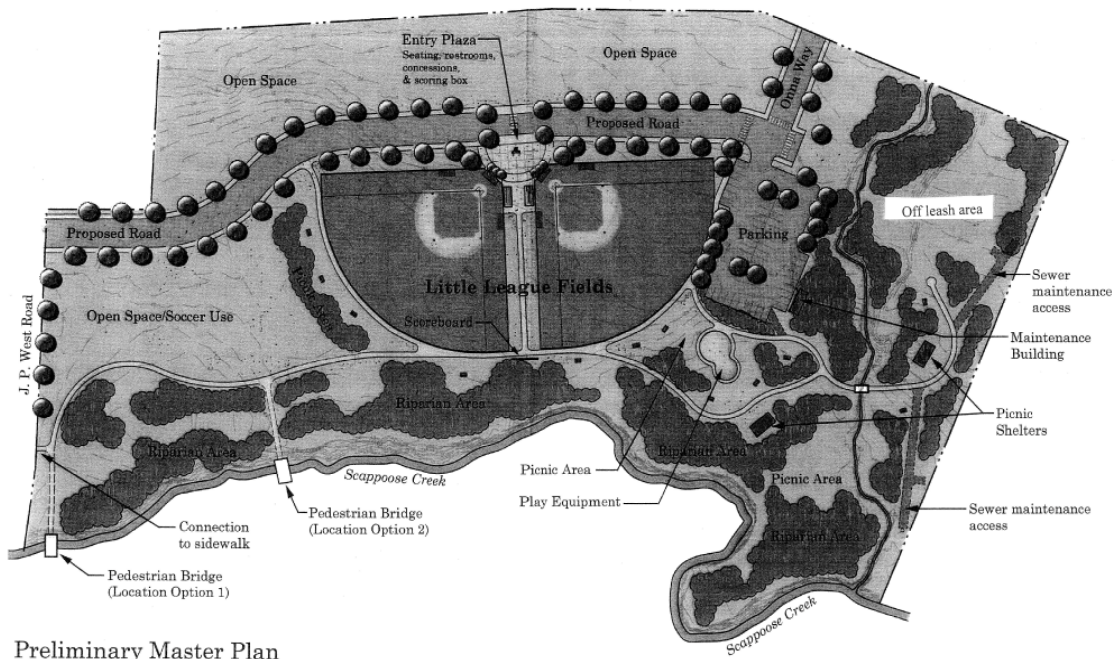 Entry Plaza
Seating, restrooms,
concessions,
& scoring box
Open Space
Open Space
Onna Way
Proposed Road
Off leash area
Proposed Road
Parking
Picnic Area
Little League Fields
Sewer
maintenance
access
Open Space/Soccer Use
Scoreboard
Maintenance
Building
J. P. West Road
Riparian Area
Picnic
Shelters
Riparian Area
Scappoose Creek
Picnic Area
Riparian Area
Picnic Area
Play Equipment
Pedestrian Bridge
(Location Option 2)
Sewer maintenance
access
Connection
to sidewalk
Riparian Area
Pedestrian Bridge
(Location Option 1)
Scappoose Creek
Preliminary Master Plan